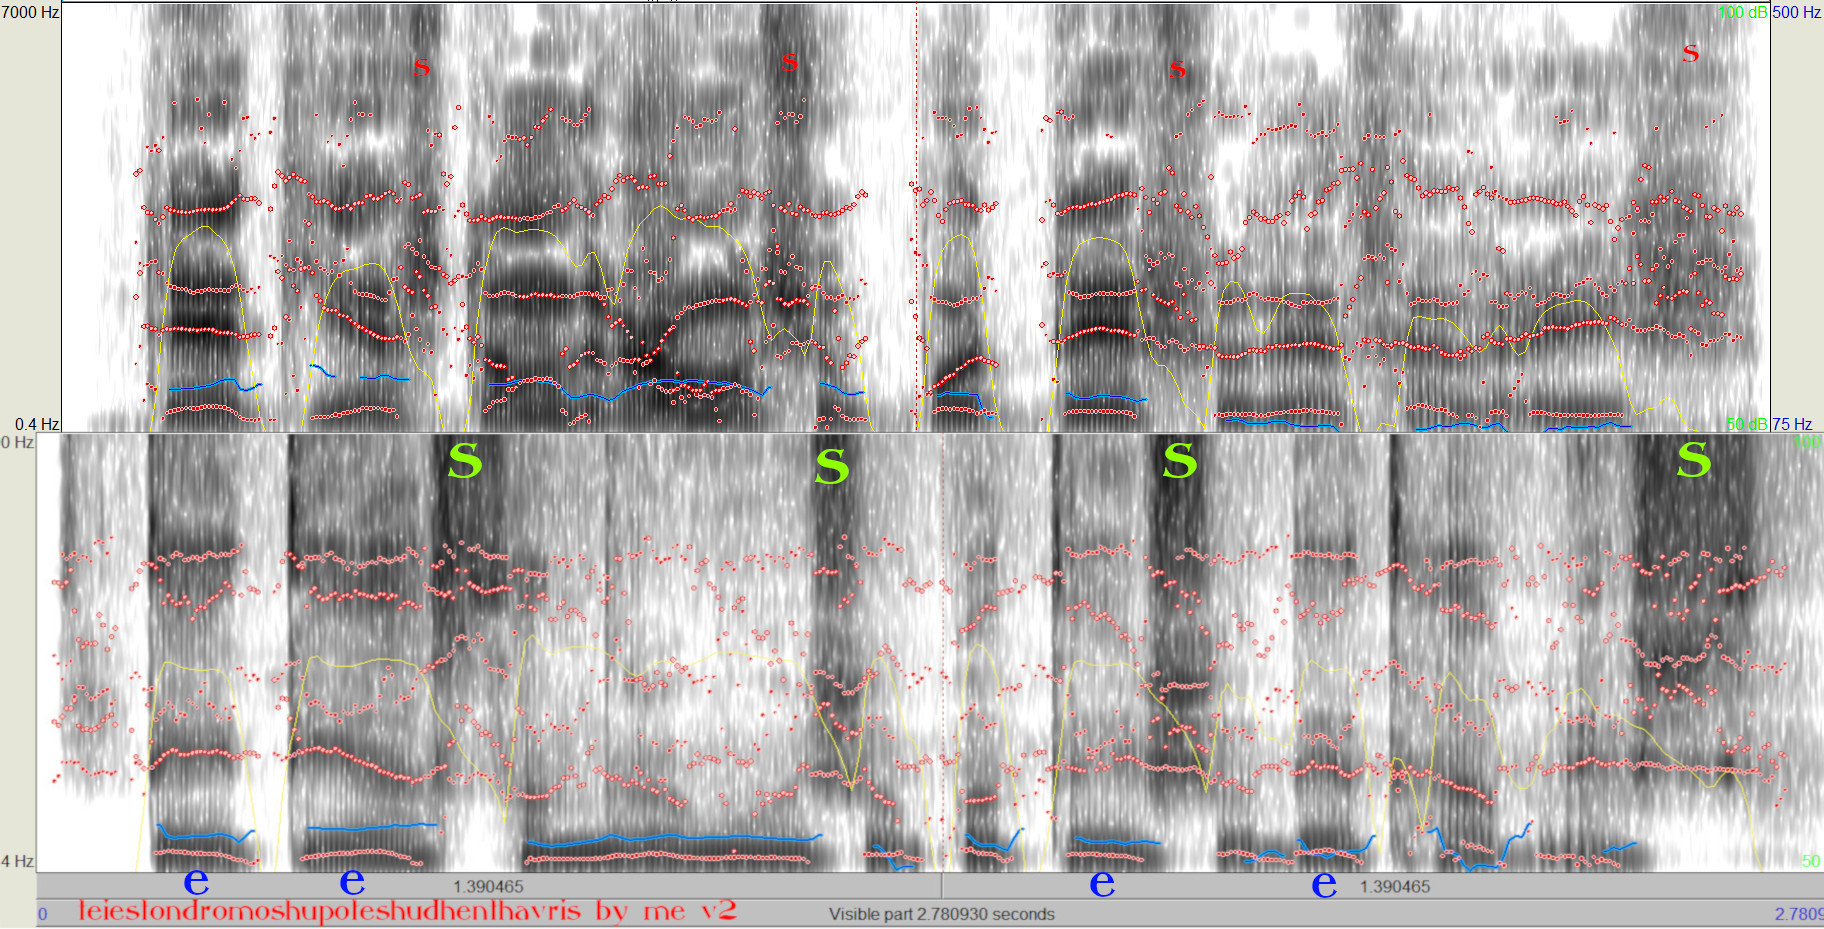 7000 Hz 100 dB 500 Hz
s s s s
0.4 Hz 50 dB 75 Hz
0 Hz S S S S 100
4 Hz 50
e e e e
1.390465 1.390465
0 by me v2 Visible part 2.780930 seconds 2.7809